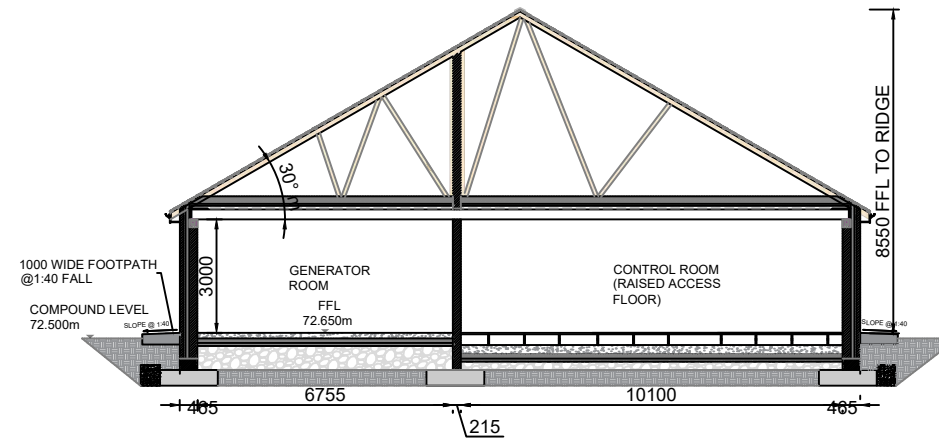 8550 FFL TO RIDGE
30°
3000
1000 WIDE FOOTPATH
@1:40 FALL
COMPOUND LEVEL
72.500m
SLOPE @ 1:40
GENERATOR
ROOM
FFL
72.650m
CONTROL ROOM
(RAISED ACCESS
FLOOR)
SLOPE @ 1:40
465
6755
215
10100
465